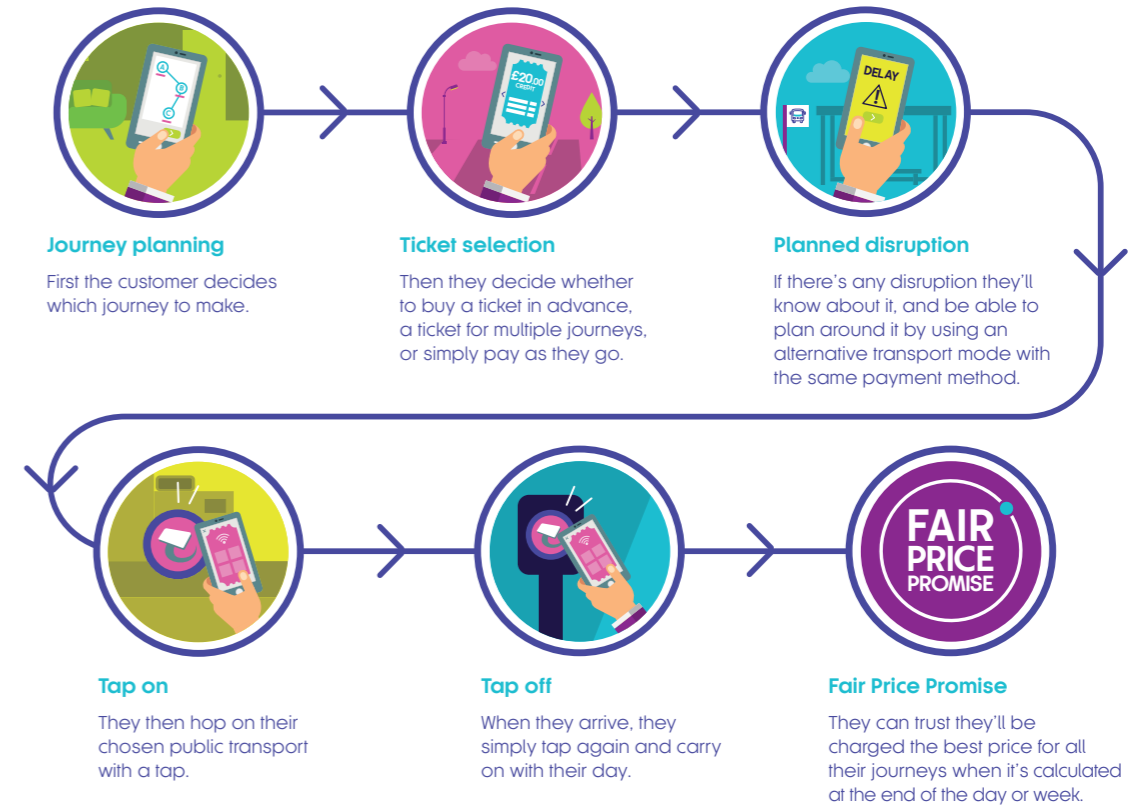 A
B
C
£20.00
CREDIT
DELAY
Journey planning
First the customer decides
which journey to make.
Ticket selection
Then they decide whether
to buy a ticket in advance,
a ticket for multiple journeys,
or simply pay as they go.
Planned disruption
If there's any disruption they'll
know about it, and be able to
plan around it by using an
alternative transport mode with
the same payment method.
FAIR
PRICE
PROMISE
Tap on
They then hop on their
chosen public transport
with a tap.
Tap off
When they arrive, they
simply tap again and carry
on with their day.
Fair Price Promise
They can trust they'll be
charged the best price for all
their journeys when it's calculated
at the end of the day or week.